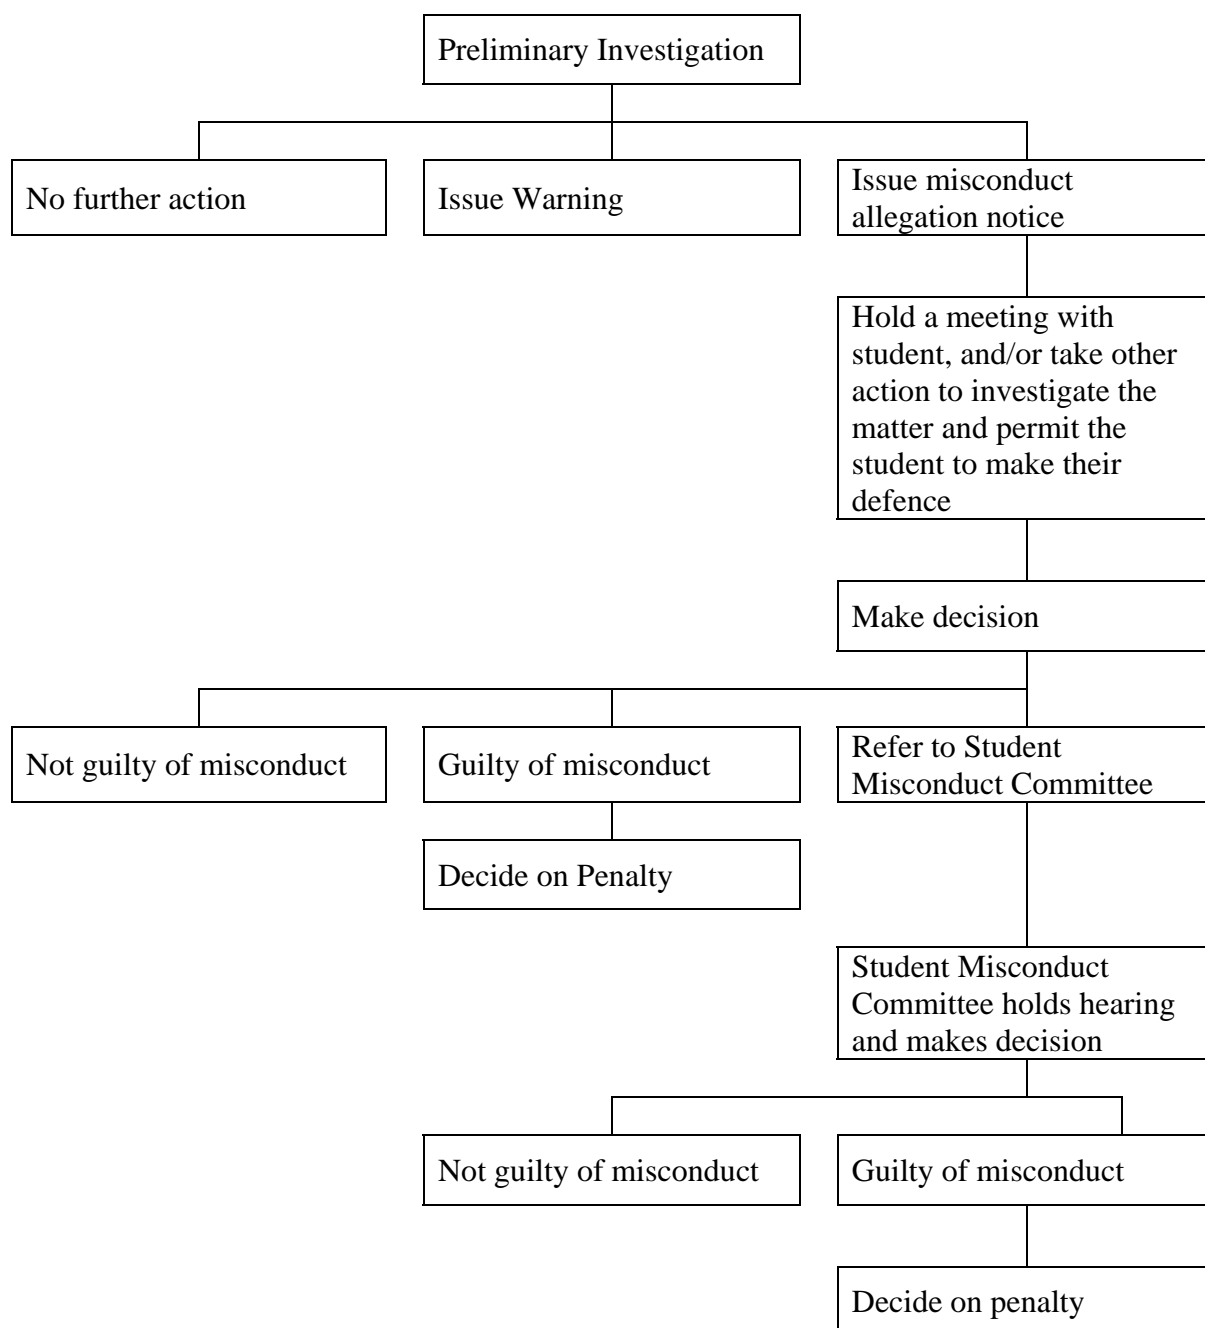 Preliminary Investigation
No further action
Issue Warning
Issue misconduct
allegation notice
Hold a meeting with
student, and/or take other
action to investigate the
matter and permit the
student to make their
defence
Make decision
Not guilty of misconduct
Guilty of misconduct
Refer to Student
Misconduct Committee
Decide on Penalty
Student Misconduct
Committee holds hearing
and makes decision
Not guilty of misconduct
Guilty of misconduct
Decide on penalty